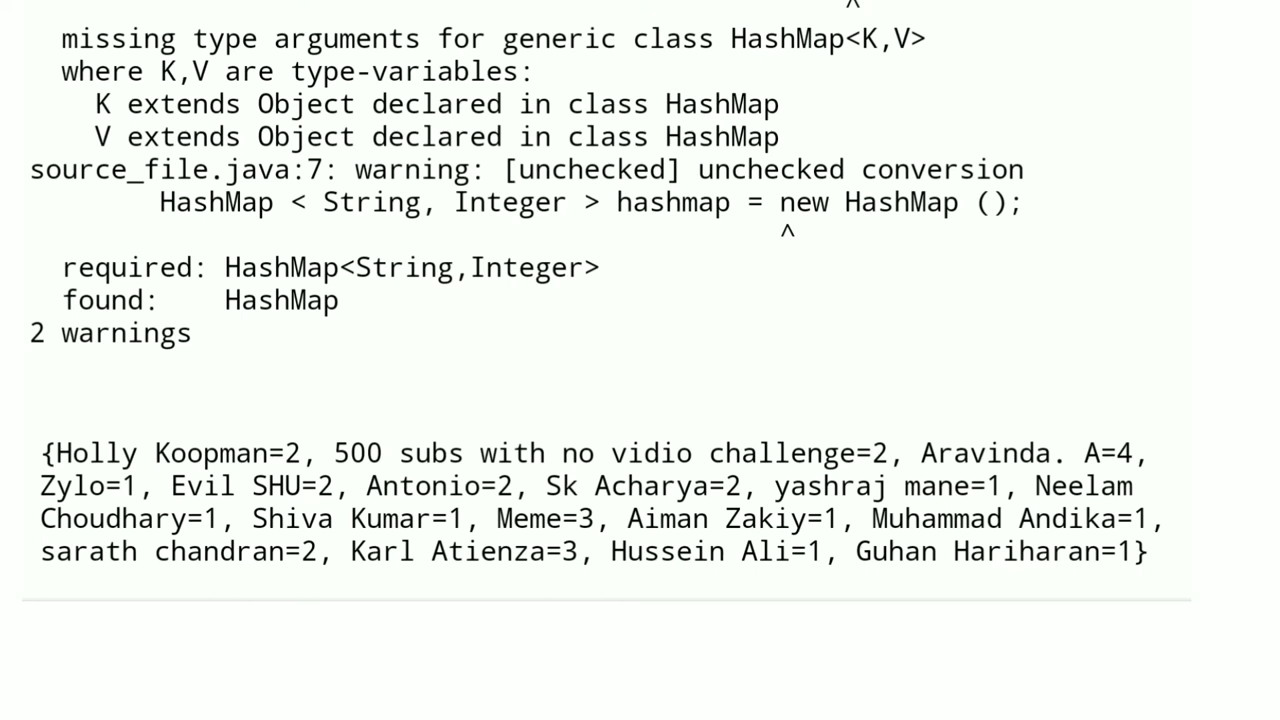 ^
missing type arguments for generic class HashMap<K,V>
where K,V are type-variables:
K extends Object declared in class HashMap
V extends Object declared in class HashMap
source_file.java:7: warning: [unchecked] unchecked conversion
HashMap < String, Integer > hashmap = new HashMap ();
^
required: HashMap<String,Integer>
found:    HashMap
2 warnings
{Holly Koopman=2, 500 subs with no vidio challenge=2, Aravinda. A=4,
Zylo=1, Evil SHU=2, Antonio=2, Sk Acharya=2, yashraj mane=1, Neelam
Choudhary=1, Shiva Kumar=1, Meme=3, Aiman Zakiy=1, Muhammad Andika=1,
sarath chandran=2, Karl Atienza=3, Hussein Ali=1, Guhan Hariharan=1}